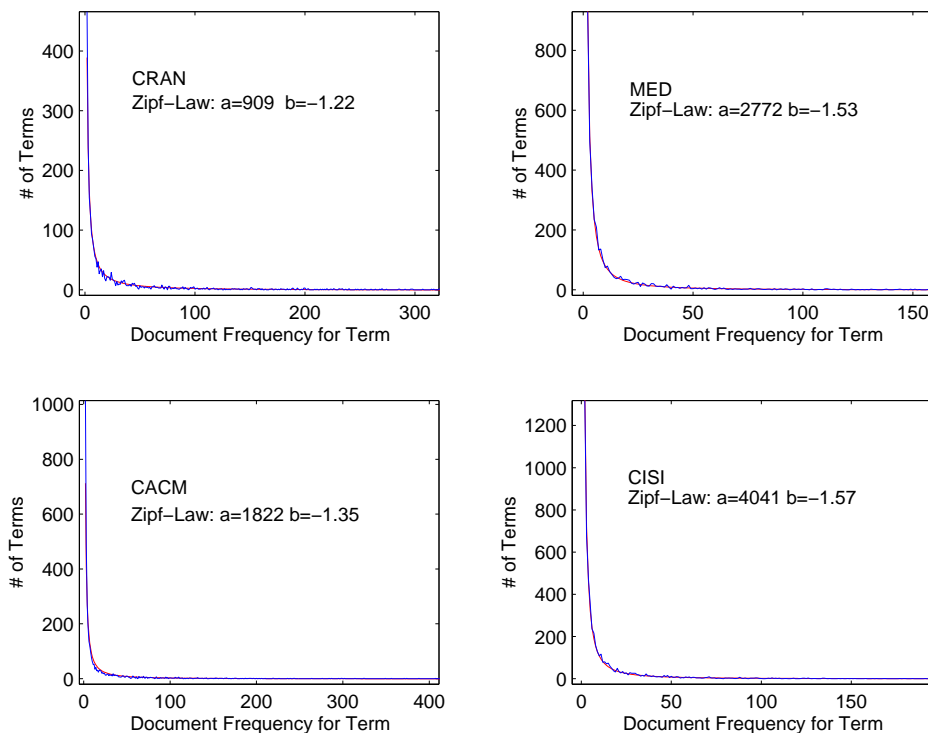 400
300
200
100
0
# of Terms
CRAN
Zipf-Law: a=909 b=-1.22
0 100 200 300
Document Frequency for Term
800
600
400
200
0
# of Terms
MED
Zipf-Law: a=2772 b=-1.53
0 50 100 150
Document Frequency for Term
1000
800
600
400
200
0
# of Terms
CACM
Zipf-Law: a=1822 b=-1.35
0 100 200 300 400
Document Frequency for Term
1200
1000
800
600
400
200
0
# of Terms
CISI
Zipf-Law: a=4041 b=-1.57
0 50 100 150
Document Frequency for Term